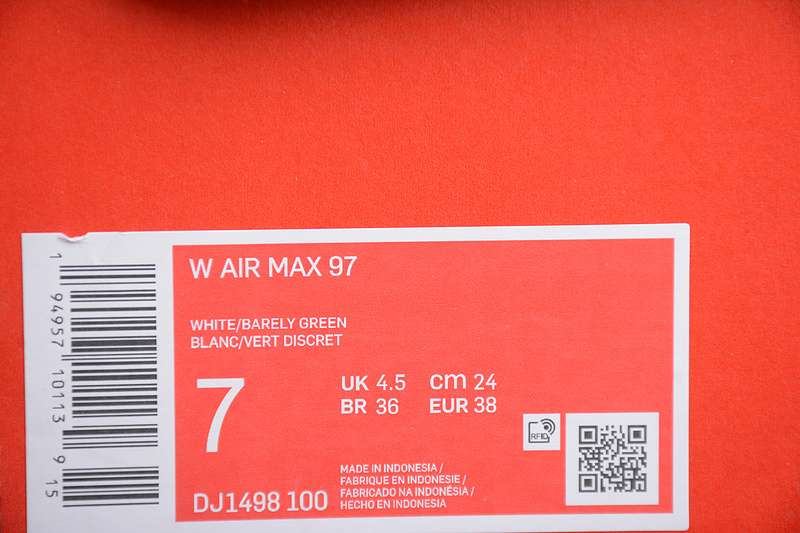 W AIR MAX 97
WHITE/BARELY GREEN
BLANC/VERT DISCRET
7
UK 4.5 cm 24
BR 36 EUR 38
RFID
DJ1498 100
MADE IN INDONESIA /
FABRIQUE EN INDONESIE /
FABRICADO NA INDONÉSIA /
HECHO EN INDONESIA
1 94957 10113 9 15